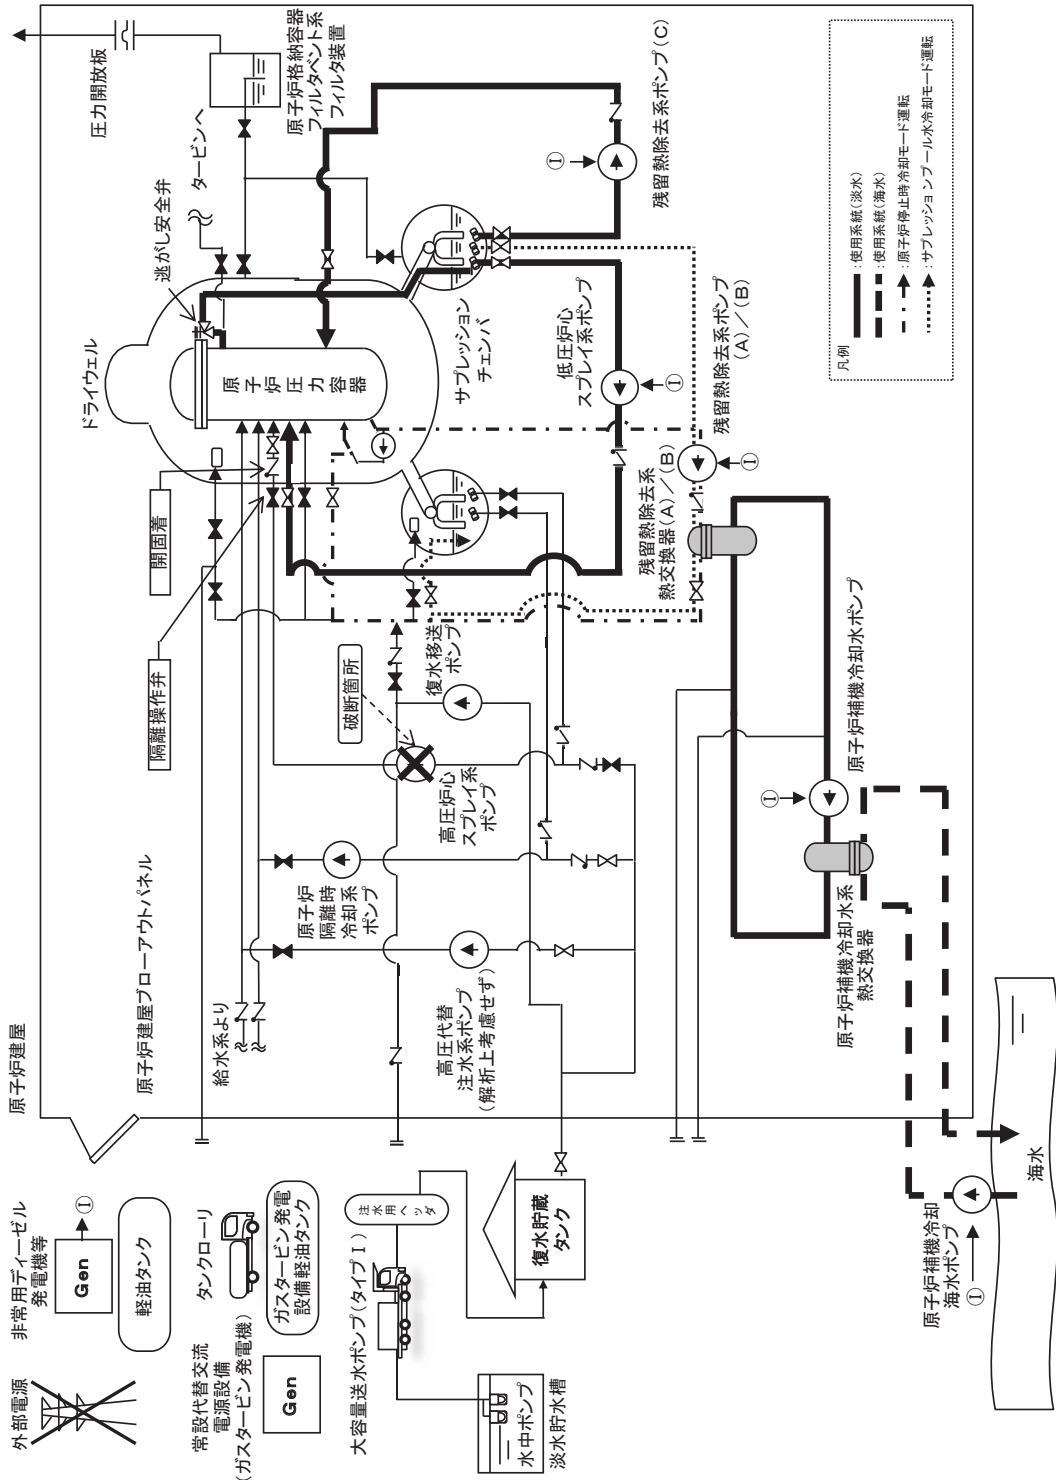 外部電源
非常用ディーゼル
発電機等
Gen
①
軽油タンク
常設代替交流
電源設備
(ガスタービン発電機)
Gen
タンクローリ
ガスタービン発電
設備軽油タンク
大容量送水ポンプ(タイプⅠ)
注水用ヘッダ
水中ポンプ
淡水貯水槽
復水貯蔵
タンク
原子炉建屋
原子炉建屋ブローアウトパネル
給水系より
隔離操作弁
開固着
ドライウェル
逃がし安全弁
タービンへ
圧力開放板
原子炉格納容器
フィルタベント系
フィルタ装置
原子炉圧力容器
サプレッション
チェンバ
破断箇所
復水移送
ポンプ
高圧炉心
スプレイ系
ポンプ
原子炉
隔離時
冷却系
ポンプ
高圧代替
注水系ポンプ
(解析上考慮せず)
低圧炉心
スプレイ系ポンプ
①
残留熱除去系ポンプ(C)
①
残留熱除去系ポンプ
(A)/(B)
①
残留熱除去系
熱交換器(A)/(B)
原子炉補機冷却水ポンプ
①
原子炉補機冷却水系
熱交換器
原子炉補機冷却
海水ポンプ
①
海水
凡例
:使用系統(淡水)
:使用系統(海水)
:原子炉停止時冷却モード運転
:サプレッションプール水冷却モード運転